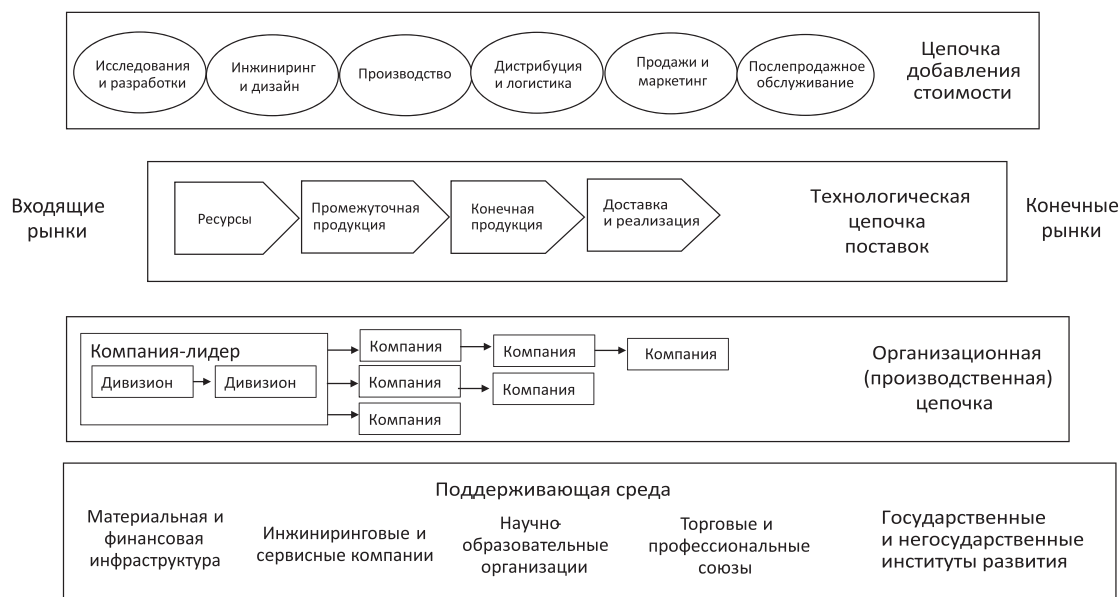 Исследования
и разработки
Инжиниринг
и дизайн
Производство
Дистрибуция
и логистика
Продажи и
маркетинг
Послепродажное
обслуживание
Цепочка
добавления
стоимости
Входящие
рынки
Ресурсы
Промежуточная
продукция
Конечная
продукция
Доставка
и реализация
Технологическая
цепочка
поставок
Конечные
рынки
Компания-лидер
Дивизион
Дивизион
Компания
Компания
Компания
Компания
Компания
Компания
Организационная
(производственная)
цепочка
Поддерживающая среда
Материальная и
финансовая
инфраструктура
Инжиниринговые и
сервисные компании
Научно-
образовательные
организации
Торговые и
профессиональные
союзы
Государственные
и негосударственные
институты развития